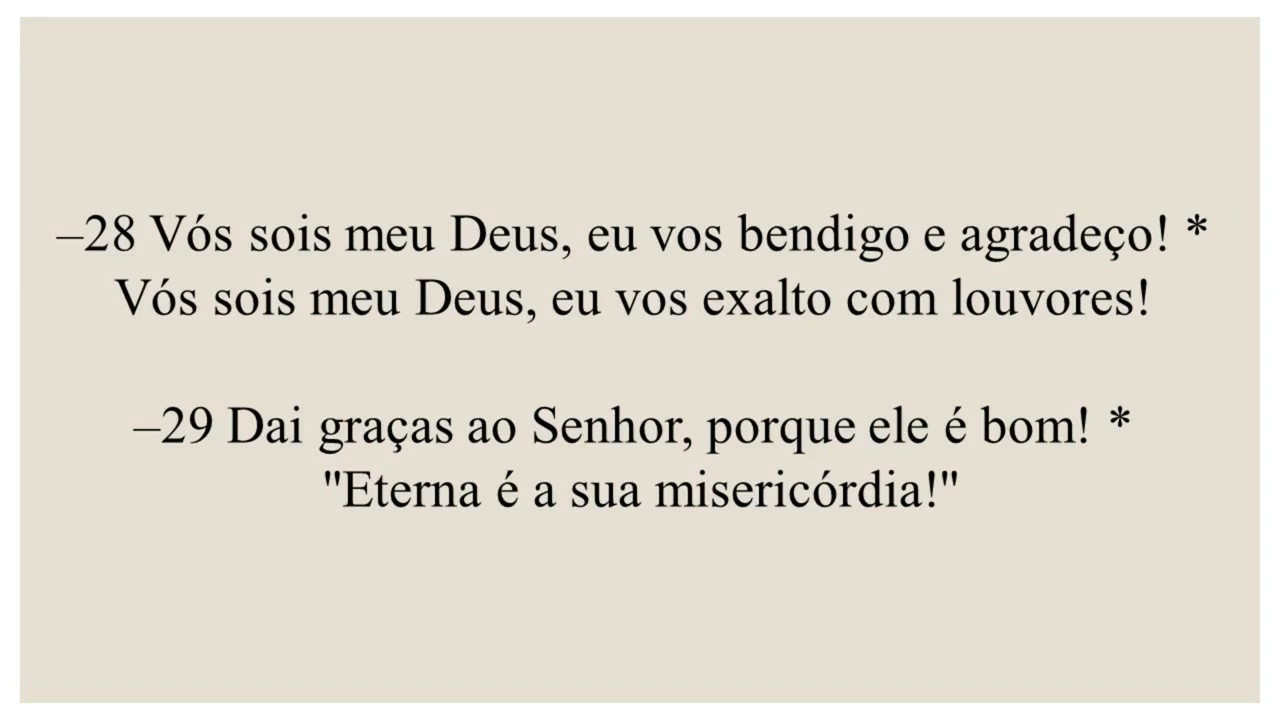 –28 Vós sois meu Deus, eu vos bendigo e agradeço! *
Vós sois meu Deus, eu vos exalto com louvores!
–29 Dai graças ao Senhor, porque ele é bom! *
"Eterna é a sua misericórdia!"